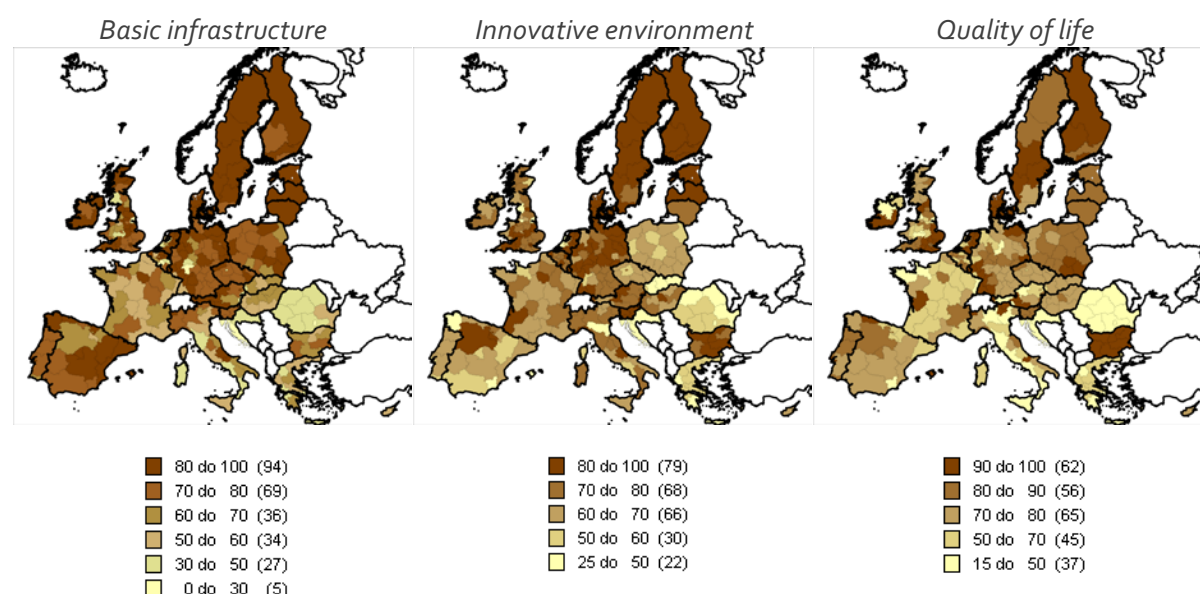 Basic infrastructure
Innovative environment
Quality of life
80 do 100 (94)
70 do 80 (69)
60 do 70 (36)
50 do 60 (34)
30 do 50 (27)
0 do 30 (5)
80 do 100 (79)
70 do 80 (68)
60 do 70 (66)
50 do 60 (30)
25 do 50 (22)
90 do 100 (62)
80 do 90 (56)
70 do 80 (65)
50 do 70 (45)
15 do 50 (37)